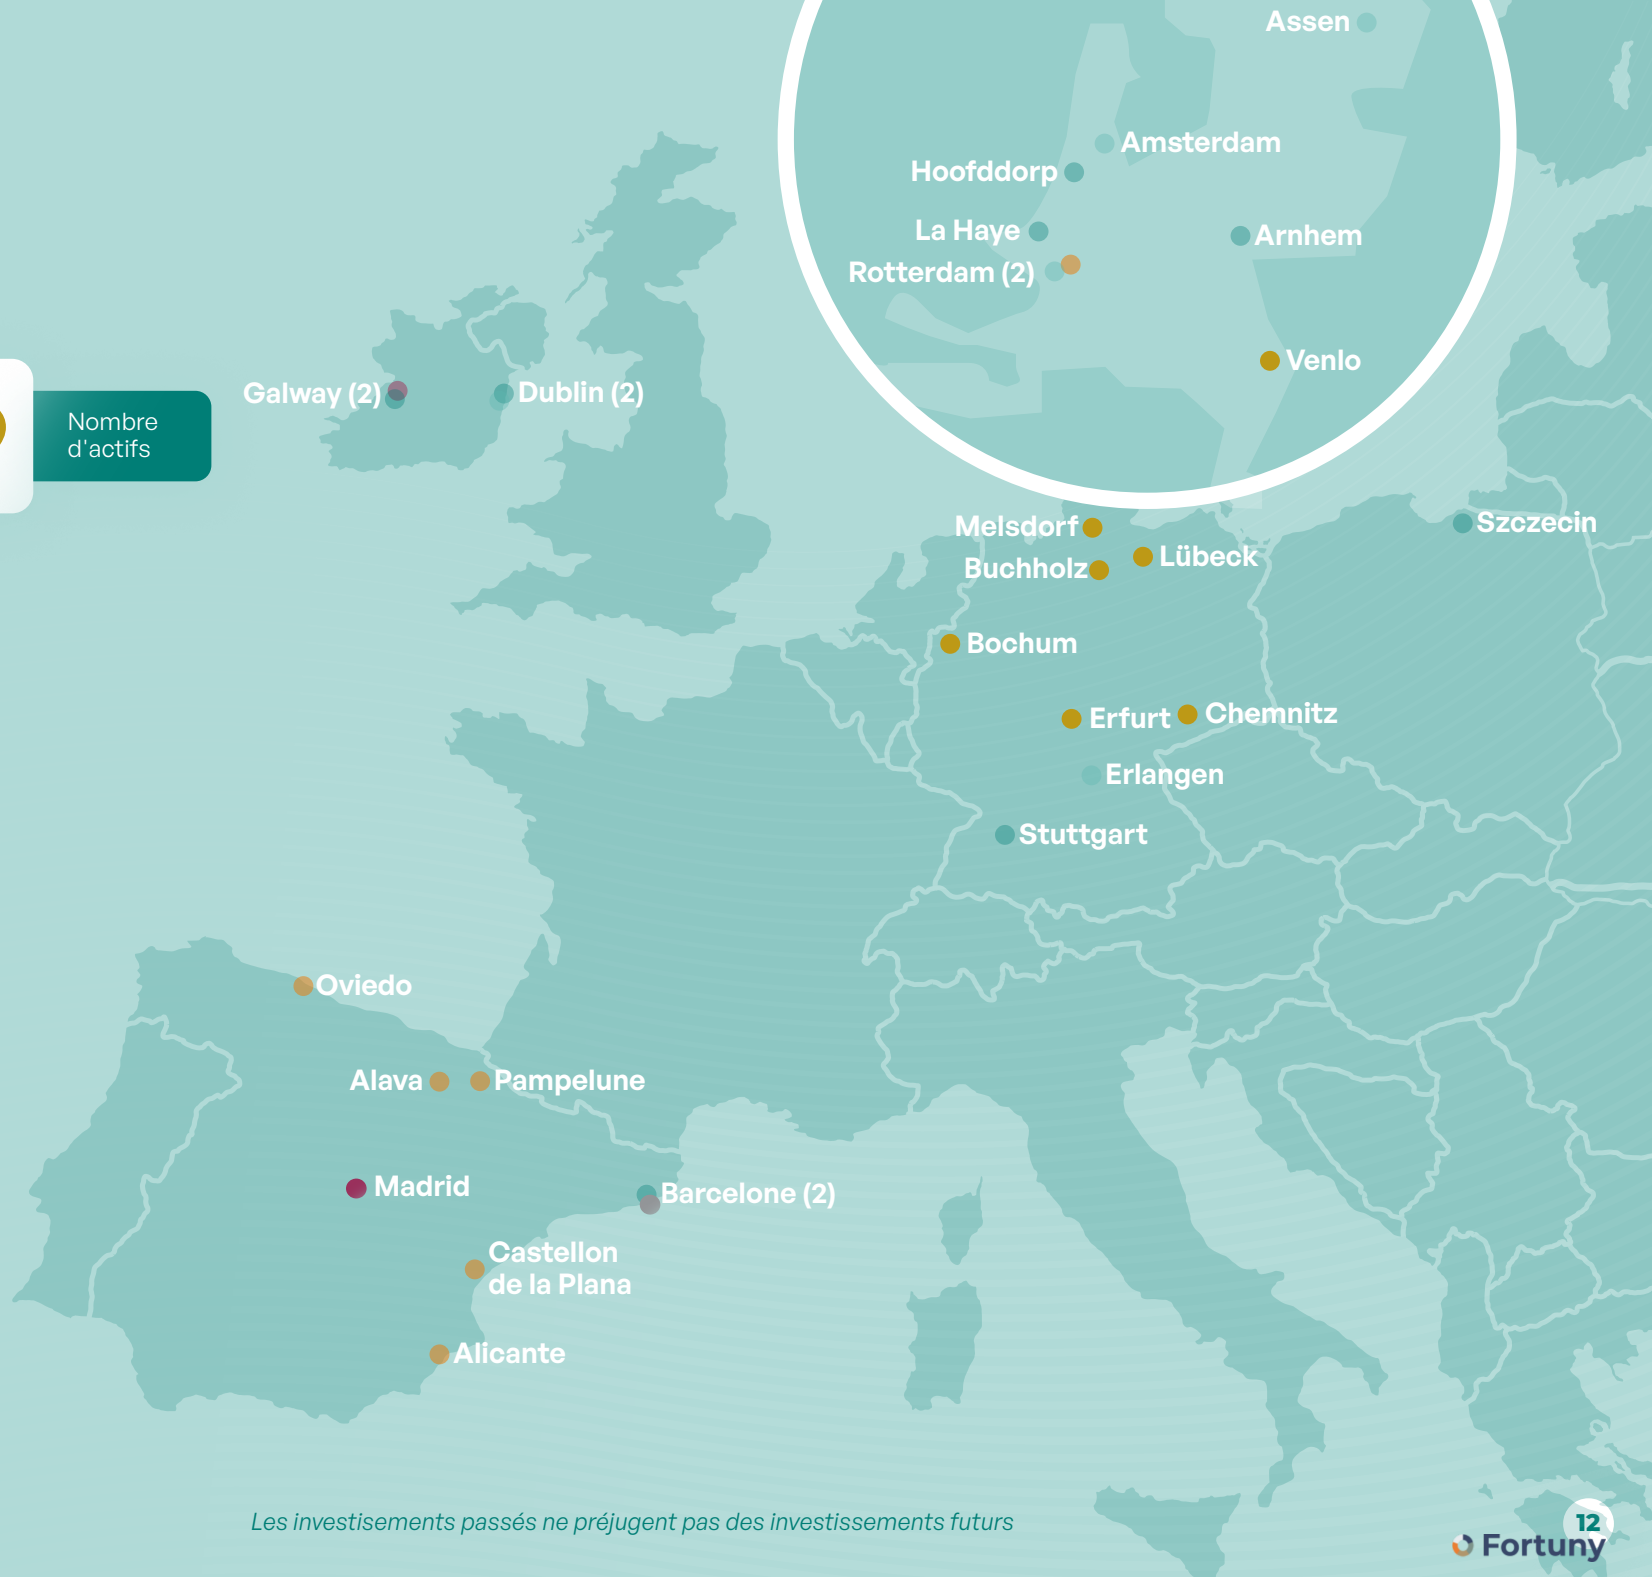 Assen
Amsterdam
Hoofddorp
La Haye
Arnhem
Rotterdam (2)
Venlo
Galway (2)
Dublin (2)
Nombre
d'actifs
Melsdorf
Szczecin
Lübeck
Buchholz
Bochum
Erfurt
Chemnitz
Erlangen
Stuttgart
Oviedo
Alava
Pampelune
Madrid
Barcelone (2)
Castellon
de la Plana
Alicante
Les investisements passés ne préjugent pas des investissements futurs
12
Fortuny